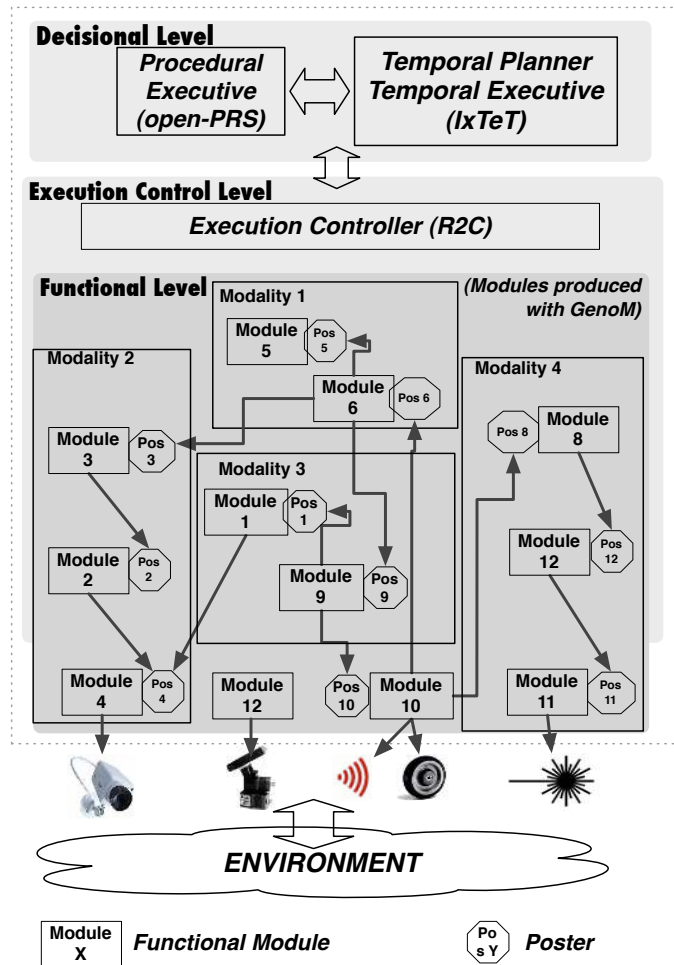 Decisional Level
Procedural
Executive
(open-PRS)
Temporal Planner
Temporal Executive
(IxTeT)
Execution Control Level
Execution Controller (R2C)
Functional Level
(Modules produced
with GenoM)
Modality 1
Module
5
Pos
5
Module
6
Pos 6
Modality 2
Module
3
Pos
3
Module
2
Pos
2
Module
4
Pos
4
Modality 3
Module
1
Pos
1
Module
9
Pos
9
Modality 4
Pos 8
Module
8
Module
12
Pos
12
Module
11
Pos
11
Module
12
Pos
10
Module
10
ENVIRONMENT
Module
X
Functional Module
Po
s Y
Poster